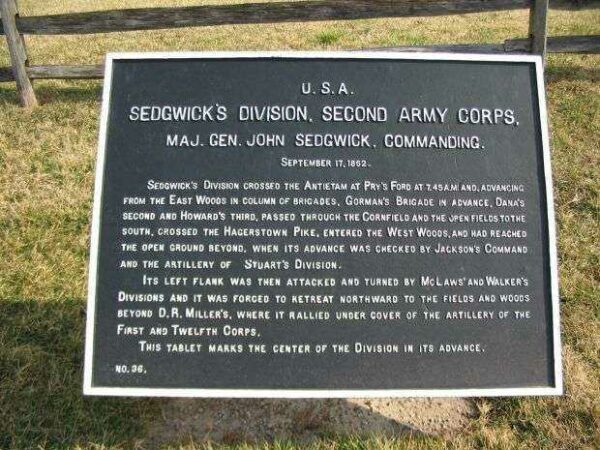 U.S.A.
SEDGWICK'S DIVISION, SECOND ARMY CORPS,
MAJ. GEN. JOHN SEDGWICK, COMMANDING.
SEPTEMBER 17, 1862.
SEDGWICK'S DIVISION CROSSED THE ANTIETAM AT PRY'S FORD AT 7.45 A.M. AND, ADVANCING
FROM THE EAST WOODS IN COLUMN OF BRIGADES, GORMAN'S BRIGADE IN ADVANCE, DANA'S
SECOND AND HOWARD'S THIRD, PASSED THROUGH THE CORNFIELD AND THE OPEN FIELDS TO THE
SOUTH, CROSSED THE HAGERSTOWN PIKE, ENTERED THE WEST WOODS, AND HAD REACHED
THE OPEN GROUND BEYOND, WHEN ITS ADVANCE WAS CHECKED BY JACKSON'S COMMAND
AND THE ARTILLERY OF STUART'S DIVISION.
ITS LEFT FLANK WAS THEN ATTACKED AND TURNED BY MCLAWS' AND WALKER'S
DIVISIONS AND IT WAS FORCED TO RETREAT NORTHWARD TO THE FIELDS AND WOODS
BEYOND D.R. MILLER'S, WHERE IT RALLIED UNDER COVER OF THE ARTILLERY OF THE
FIRST AND TWELFTH CORPS.
THIS TABLET MARKS THE CENTER OF THE DIVISION IN ITS ADVANCE.
NO. 36.